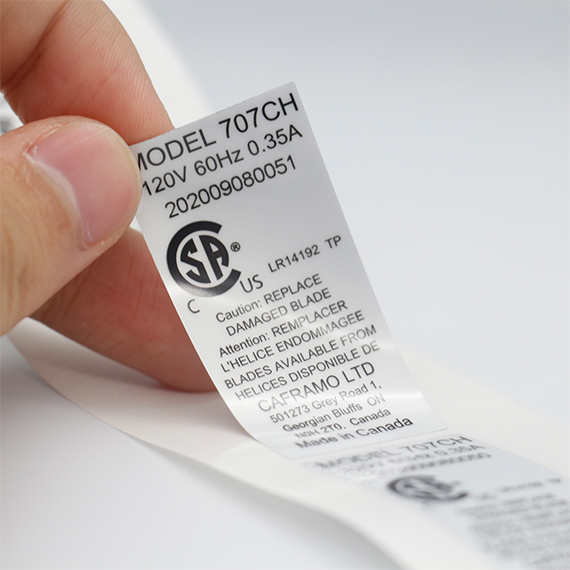 MODEL 707CH
120V 60Hz 0.35A
202009080051
CSA®
C US LR14192 TP
Caution: REPLACE
DAMAGED BLADE
Attention: REMPLACER
L'HELICE ENDOMMAGEE
BLADES AVAILABLE FROM
HELICES DISPONIBLE DE
CAFRAMO LTD
501273 Grey Road 1,
Georgian Bluffs ON
N0H 2T0, Canada
Made in Canada
MODEL 707CH